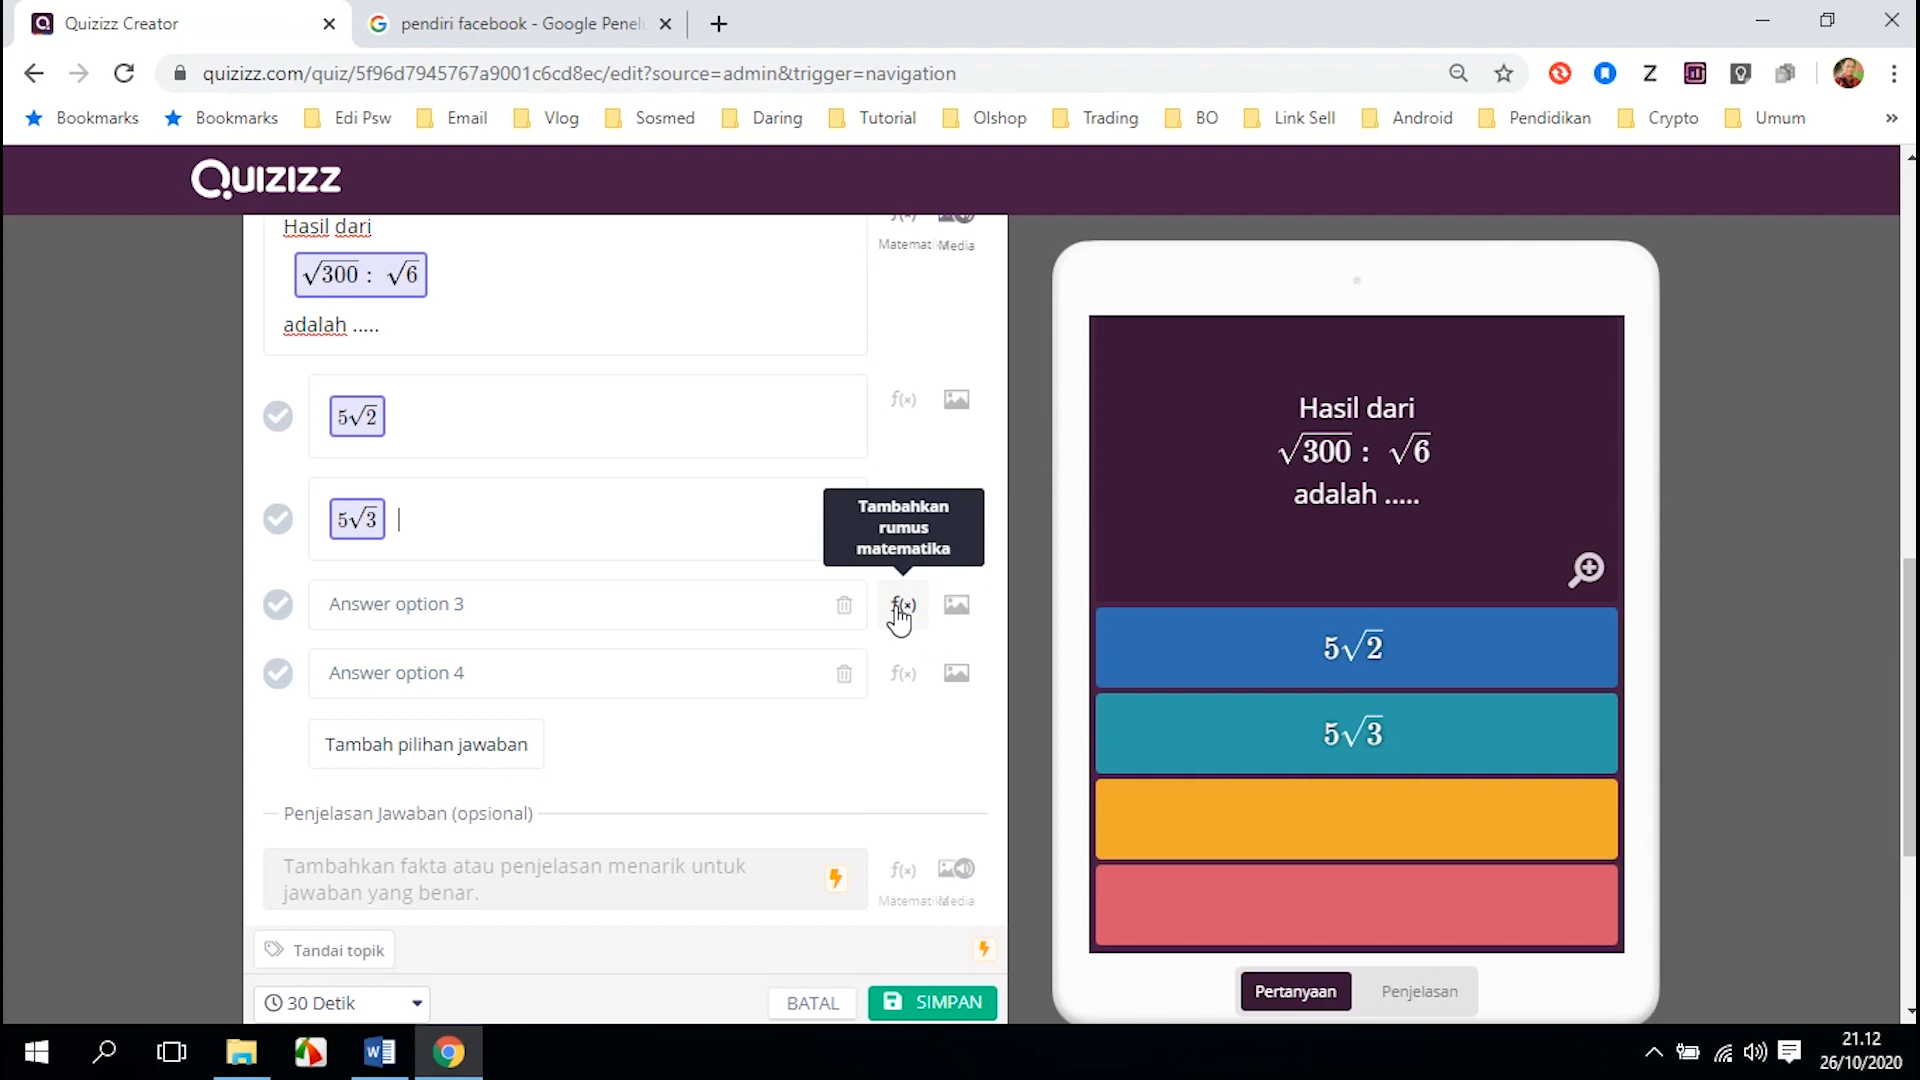 Quizizz Creator
pendiri facebook - Google Penelu
quizizz.com/quiz/5f96d7945767a9001c6cd8ec/edit?source=admin&trigger=navigation
Bookmarks
Bookmarks
Edi Psw
Email
Vlog
Sosmed
Daring
Tutorial
Olshop
Trading
BO
Link Sell
Android
Pendidikan
Crypto
Umum
»
QUIZIZZ
Hasil dari
√300 : √6
adalah .....
f(x)
Matemati
Media
5√2
f(x)
5√3
Tambahkan
rumus
matematika
Answer option 3
f(x)
Answer option 4
f(x)
Tambah pilihan jawaban
Penjelasan Jawaban (opsional)
Tambahkan fakta atau penjelasan menarik untuk
jawaban yang benar.
f(x)
Matemati
Media
Tandai topik
30 Detik
BATAL
SIMPAN
Hasil dari
√300 : √6
adalah .....
5√2
5√3
Pertanyaan
Penjelasan
21.12
26/10/2020